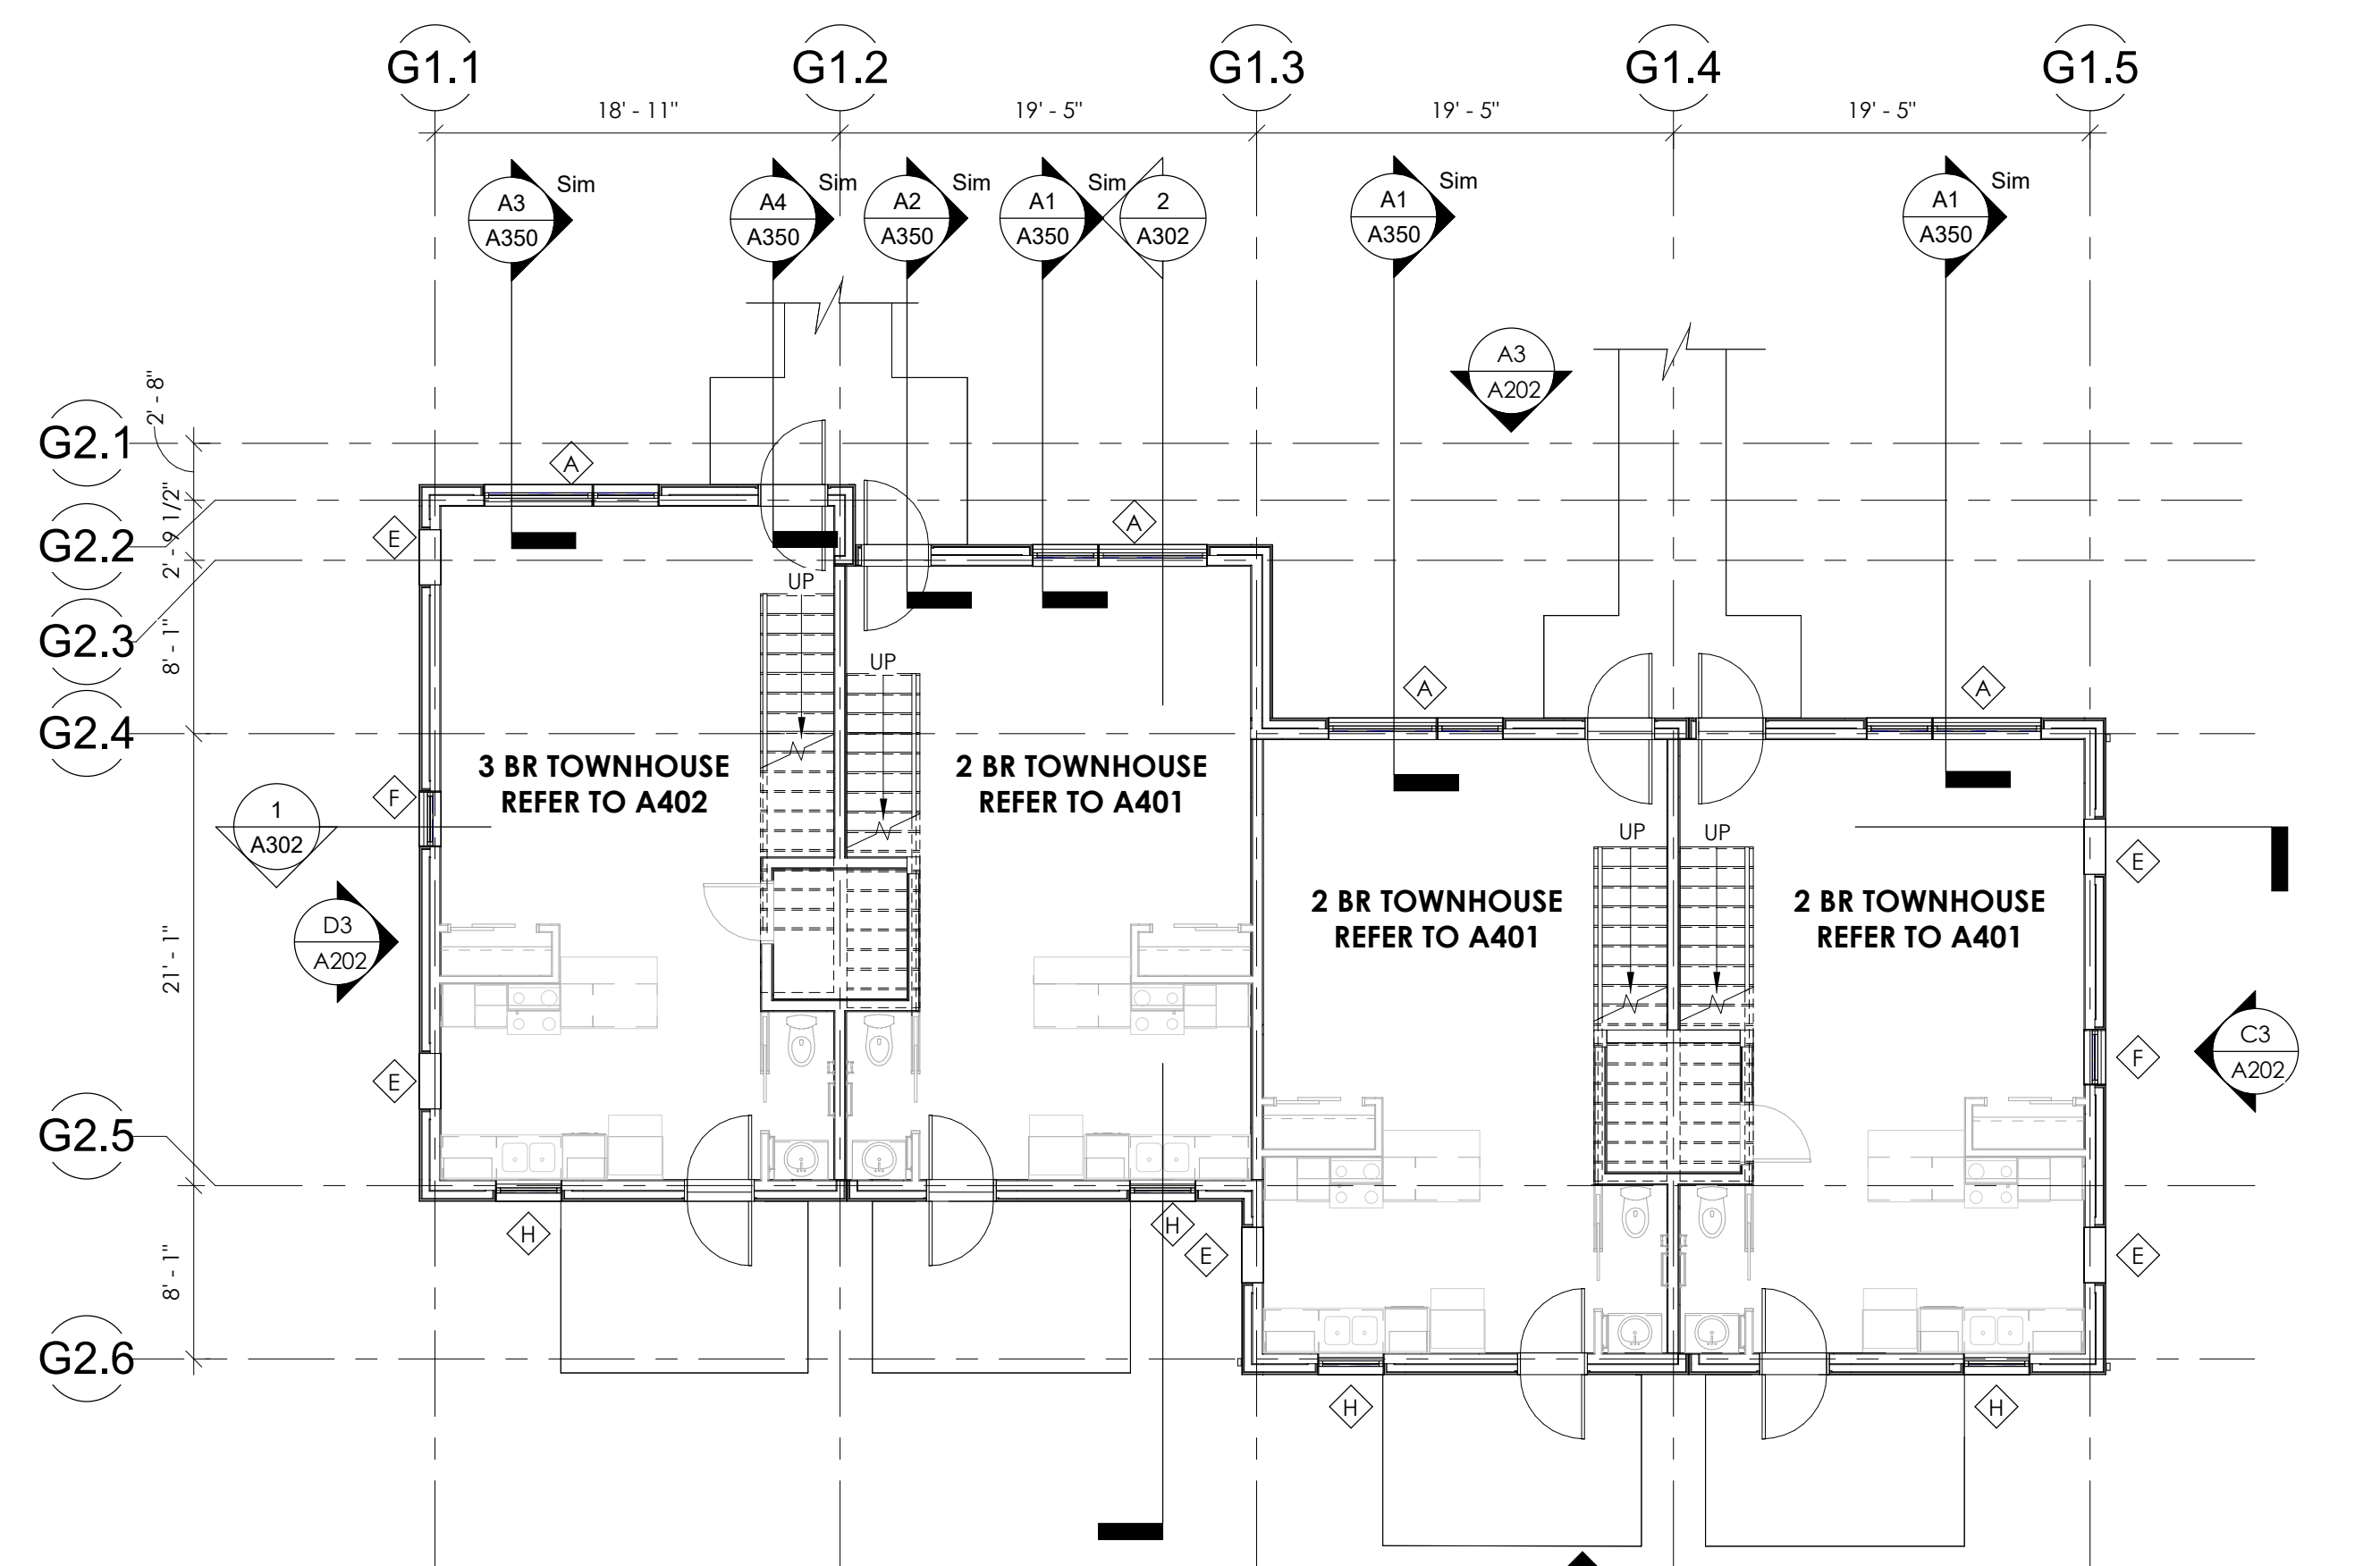 G1.1 G1.2 G1.3 G1.4 G1.5
18' - 11" 19' - 5" 19' - 5" 19' - 5"
A3 A350 Sim
A4 A350 Sim
A2 A350 Sim
A1 A350 Sim
2 A302
A1 A350 Sim
A1 A350 Sim
A3 A202
2' - 8"
G2.1
2' - 9 1/2"
G2.2
G2.3
8' - 1"
G2.4
A
E
A
UP
UP
A
A
3 BR TOWNHOUSE
REFER TO A402
2 BR TOWNHOUSE
REFER TO A401
F
1 A302
D3 A202
UP
UP
E
2 BR TOWNHOUSE
REFER TO A401
2 BR TOWNHOUSE
REFER TO A401
21' - 1"
C3 A202
F
E
G2.5
H
H
E
E
8' - 1"
G2.6
H
H